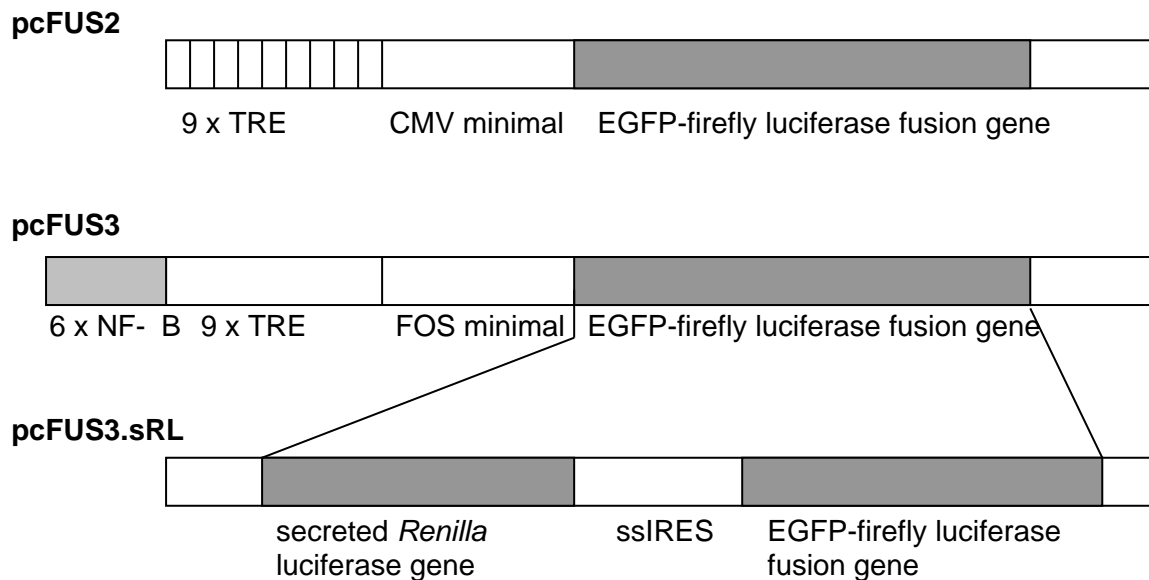 pcFUS2
9 x TRE CMV minimal EGFP-firefly luciferase fusion gene
pcFUS3
6 x NF- B 9 x TRE FOS minimal EGFP-firefly luciferase fusion gene
pcFUS3.sRL
secreted Renilla ssIRES EGFP-firefly luciferase
luciferase gene fusion gene